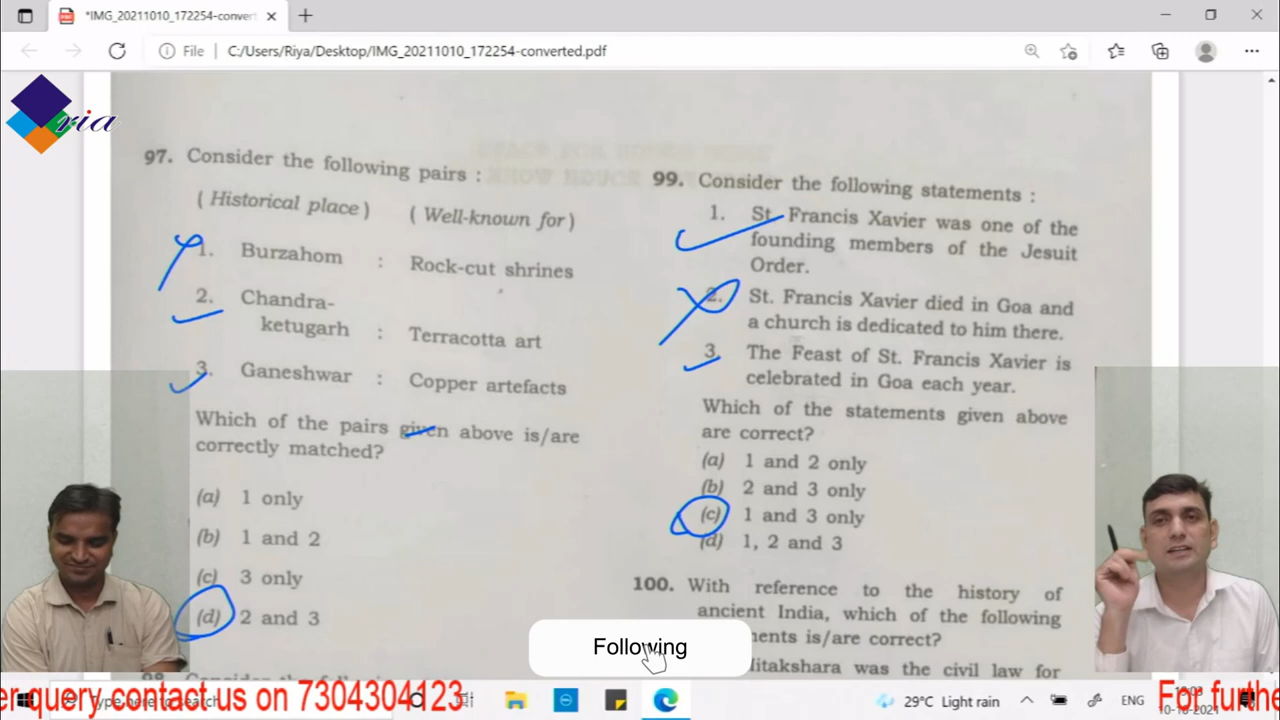 *IMG_20211010_172254-convert
File C:/Users/Riya/Desktop/IMG_20211010_172254-converted.pdf
ria
97. Consider the following pairs :
( Historical place ) ( Well-known for )
1. Burzahom : Rock-cut shrines
2. Chandra-
ketugarh : Terracotta art
3. Ganeshwar : Copper artefacts
Which of the pairs given above is/are
correctly matched?
(a) 1 only
(b) 1 and 2
(c) 3 only
(d) 2 and 3
99. Consider the following statements :
1. St. Francis Xavier was one of the
founding members of the Jesuit
Order.
2. St. Francis Xavier died in Goa and
a church is dedicated to him there.
3. The Feast of St. Francis Xavier is
celebrated in Goa each year.
Which of the statements given above
are correct?
(a) 1 and 2 only
(b) 2 and 3 only
(c) 1 and 3 only
(d) 1, 2 and 3
100. With reference to the history of
ancient India, which of the following
ments is/are correct?
itakshara was the civil law for
Following
er query contact us on 7304304123
29°C Light rain
ENG
10-10-2021
For furthe